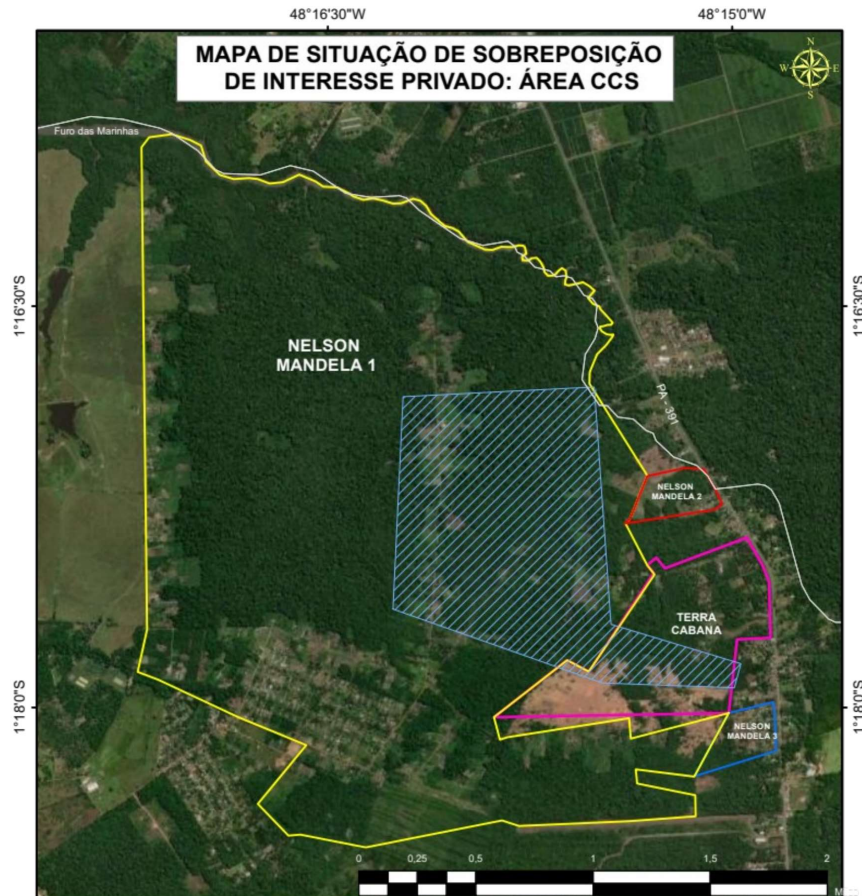 48°16'30"W
48°15'0"W
MAPA DE SITUAÇÃO DE SOBREPOSIÇÃO
DE INTERESSE PRIVADO: ÁREA CCS
N
W
E
S
Furo das Marinhas
1°16'30"S
1°16'30"S
NELSON
MANDELA 1
PA - 391
NELSON
MANDELA 2
TERRA
CABANA
1°18'0"S
1°18'0"S
NELSON
MANDELA 3
0
0,25
0,5
1
1,5
2